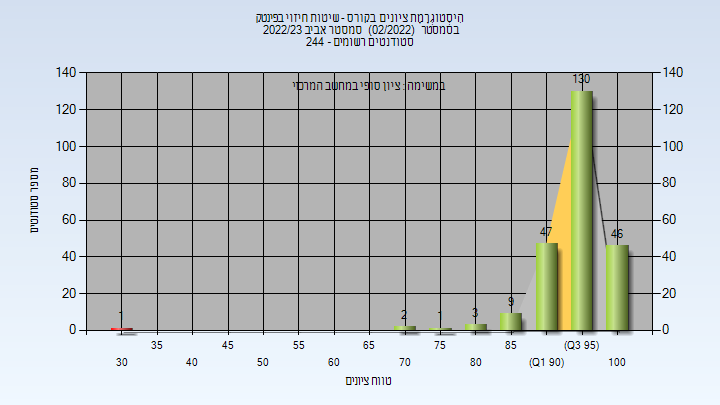 היסטוגרמת ציונים בקורס - שיטות חיזוי בפינטק
בסמסטר (02/2022) סמסטר אביב 2022/23
סטודנטים רשומים - 244
במשימה : ציון סופי במחשב המרכזי
מספר סטודנטים
140 140
120 120
100 100
80 80
60 60
40 40
20 20
0 0
1 2 1 3 9 47 130 46
35 45 55 65 75 85 (Q3 95)
30 40 50 60 70 80 (Q1 90) 100
טווח ציונים